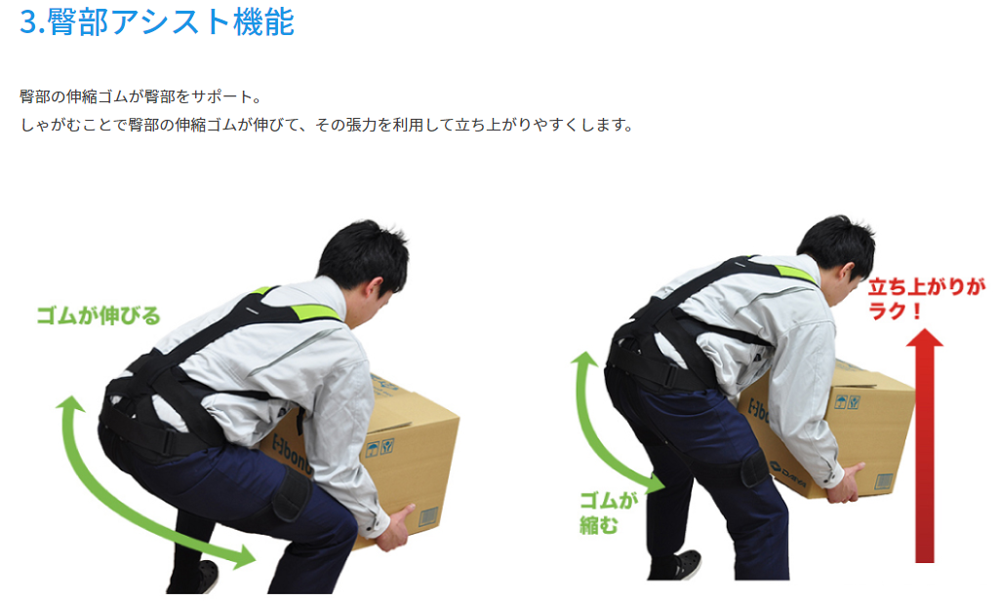 3.臀部アシスト機能
臀部の伸縮ゴムが臀部をサポート。
しゃがむことで臀部の伸縮ゴムが伸びて、その張力を利用して立ち上がりやすくします。
ゴムが伸びる
立ち上がりが
ラク！
ゴムが
縮む